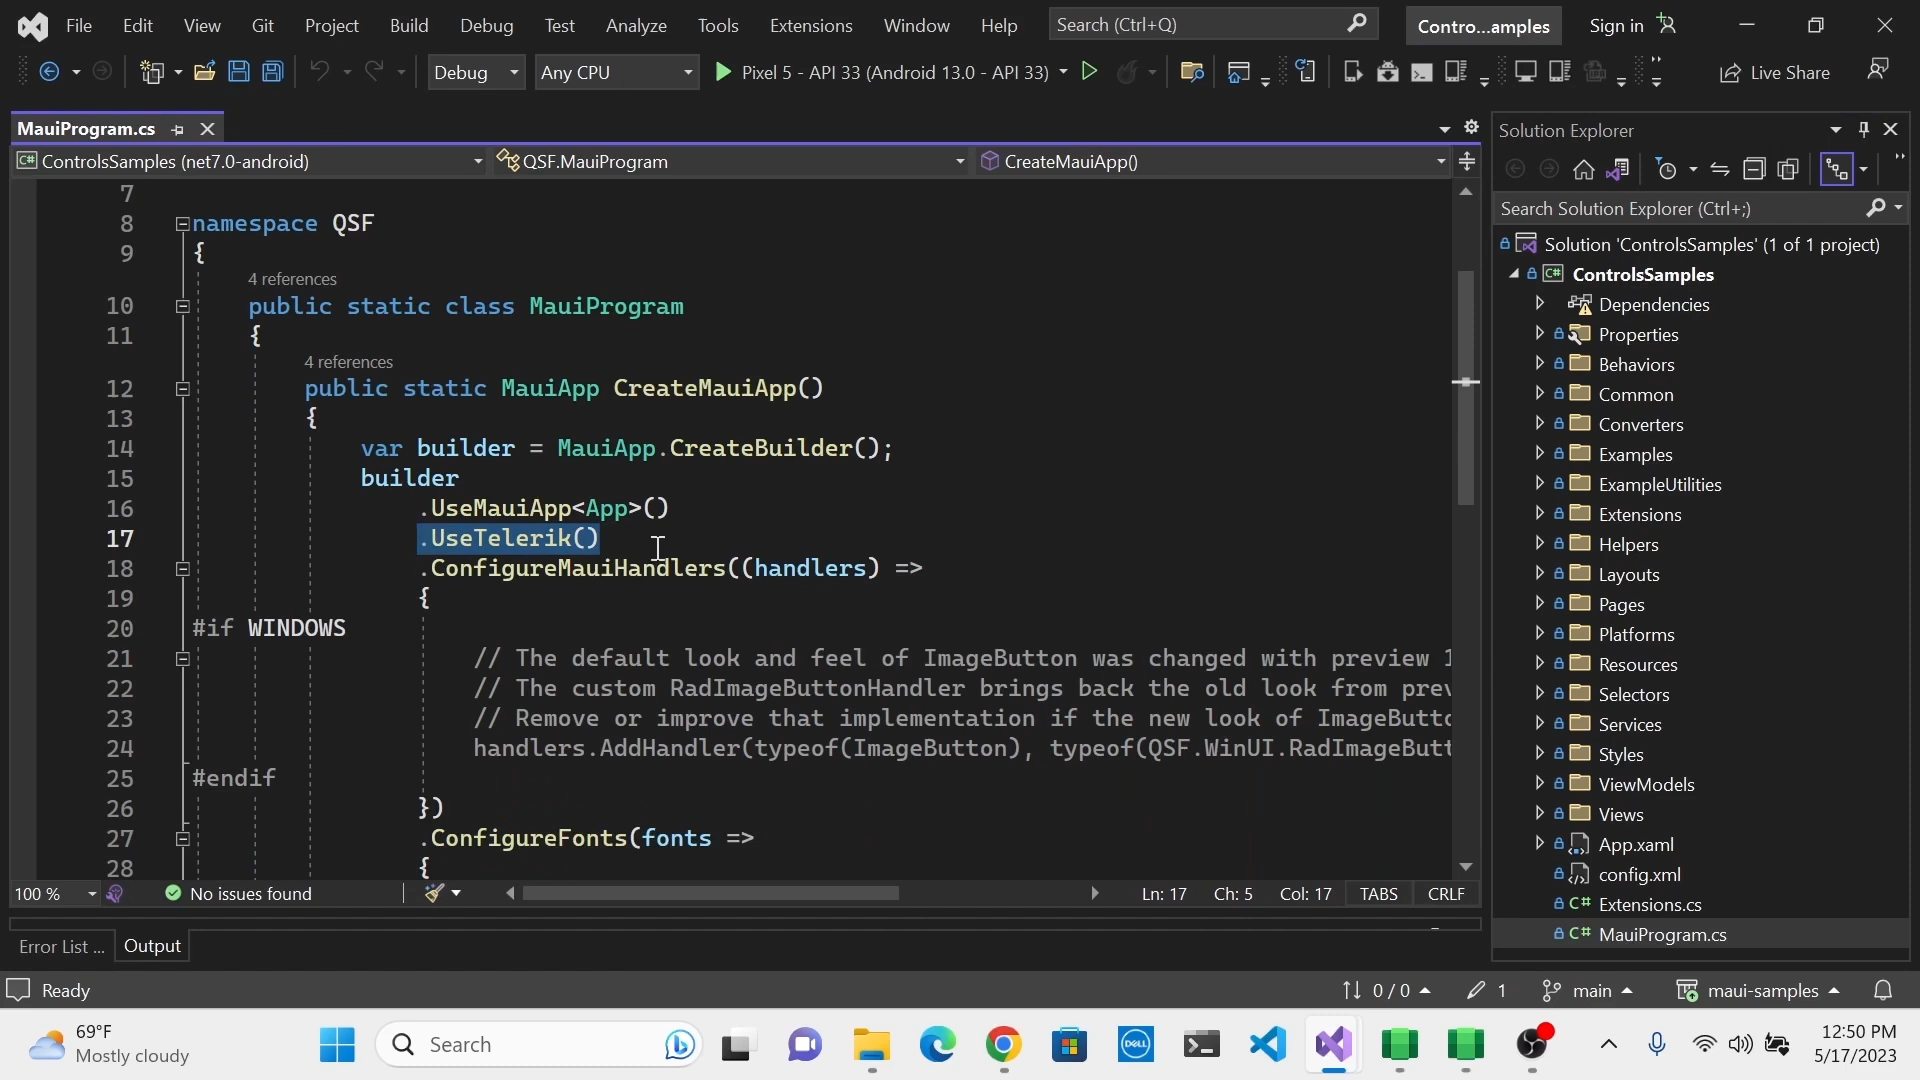 File Edit View Git Project Build Debug Test Analyze Tools Extensions Window Help Search (Ctrl+Q) Contro...amples Sign in
Debug Any CPU Pixel 5 - API 33 (Android 13.0 - API 33) Live Share
MauiProgram.cs
ControlsSamples (net7.0-android) QSF.MauiProgram CreateMauiApp()
7
8 namespace QSF
9 {
4 references
10 public static class MauiProgram
11 {
4 references
12 public static MauiApp CreateMauiApp()
13 {
14 var builder = MauiApp.CreateBuilder();
15 builder
16 .UseMauiApp<App>()
17 .UseTelerik()
18 .ConfigureMauiHandlers((handlers) =>
19 {
20 #if WINDOWS
21 // The default look and feel of ImageButton was changed with preview 1
22 // The custom RadImageButtonHandler brings back the old look from prev
23 // Remove or improve that implementation if the new look of ImageButto
24 handlers.AddHandler(typeof(ImageButton), typeof(QSF.WinUI.RadImageButt
25 #endif
26 })
27 .ConfigureFonts(fonts =>
28 {
100 % No issues found Ln: 17 Ch: 5 Col: 17 TABS CRLF
Error List ... Output
Solution Explorer
Search Solution Explorer (Ctrl+;)
Solution 'ControlsSamples' (1 of 1 project)
C# ControlsSamples
Dependencies
Properties
Behaviors
Common
Converters
Examples
ExampleUtilities
Extensions
Helpers
Layouts
Pages
Platforms
Resources
Selectors
Services
Styles
ViewModels
Views
App.xaml
config.xml
C# Extensions.cs
C# MauiProgram.cs
Ready 0 / 0 1 main maui-samples
69°F
Mostly cloudy
Search
DELL
12:50 PM
5/17/2023